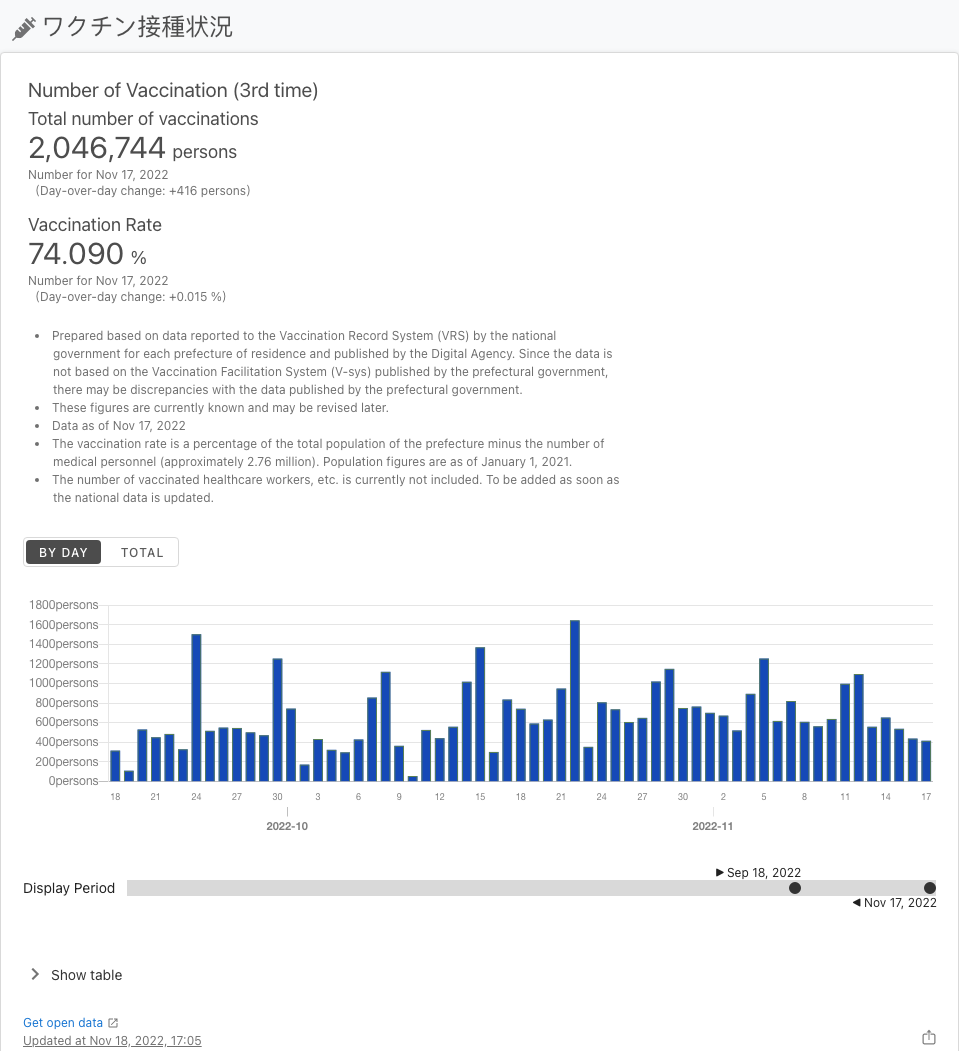 ワクチン接種状況
Number of Vaccination (3rd time)
Total number of vaccinations
2,046,744 persons
Number for Nov 17, 2022
(Day-over-day change: +416 persons)
Vaccination Rate
74.090 %
Number for Nov 17, 2022
(Day-over-day change: +0.015 %)
• Prepared based on data reported to the Vaccination Record System (VRS) by the national
government for each prefecture of residence and published by the Digital Agency. Since the data is
not based on the Vaccination Facilitation System (V-sys) published by the prefectural government,
there may be discrepancies with the data published by the prefectural government.
• These figures are currently known and may be revised later.
• Data as of Nov 17, 2022
• The vaccination rate is a percentage of the total population of the prefecture minus the number of
medical personnel (approximately 2.76 million). Population figures are as of January 1, 2021.
• The number of vaccinated healthcare workers, etc. is currently not included. To be added as soon as
the national data is updated.
BY DAY TOTAL
1800persons
1600persons
1400persons
1200persons
1000persons
800persons
600persons
400persons
200persons
0persons
18 21 24 27 30 3 6 9 12 15 18 21 24 27 30 2 5 8 11 14 17
2022-10 2022-11
Sep 18, 2022
Display Period
Nov 17, 2022
Show table
Get open data
Updated at Nov 18, 2022, 17:05